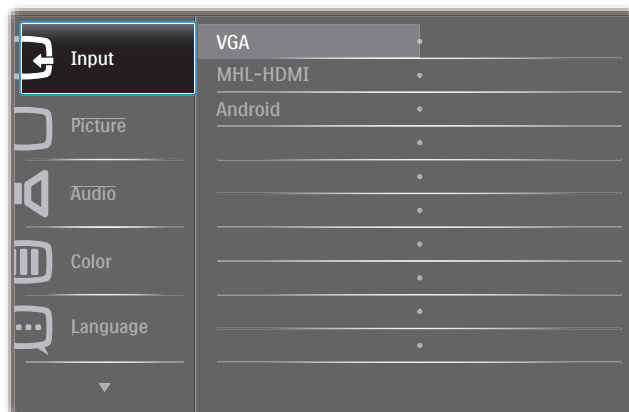 Input
Picture
Audio
Color
Language
VGA
MHL-HDMI
Android